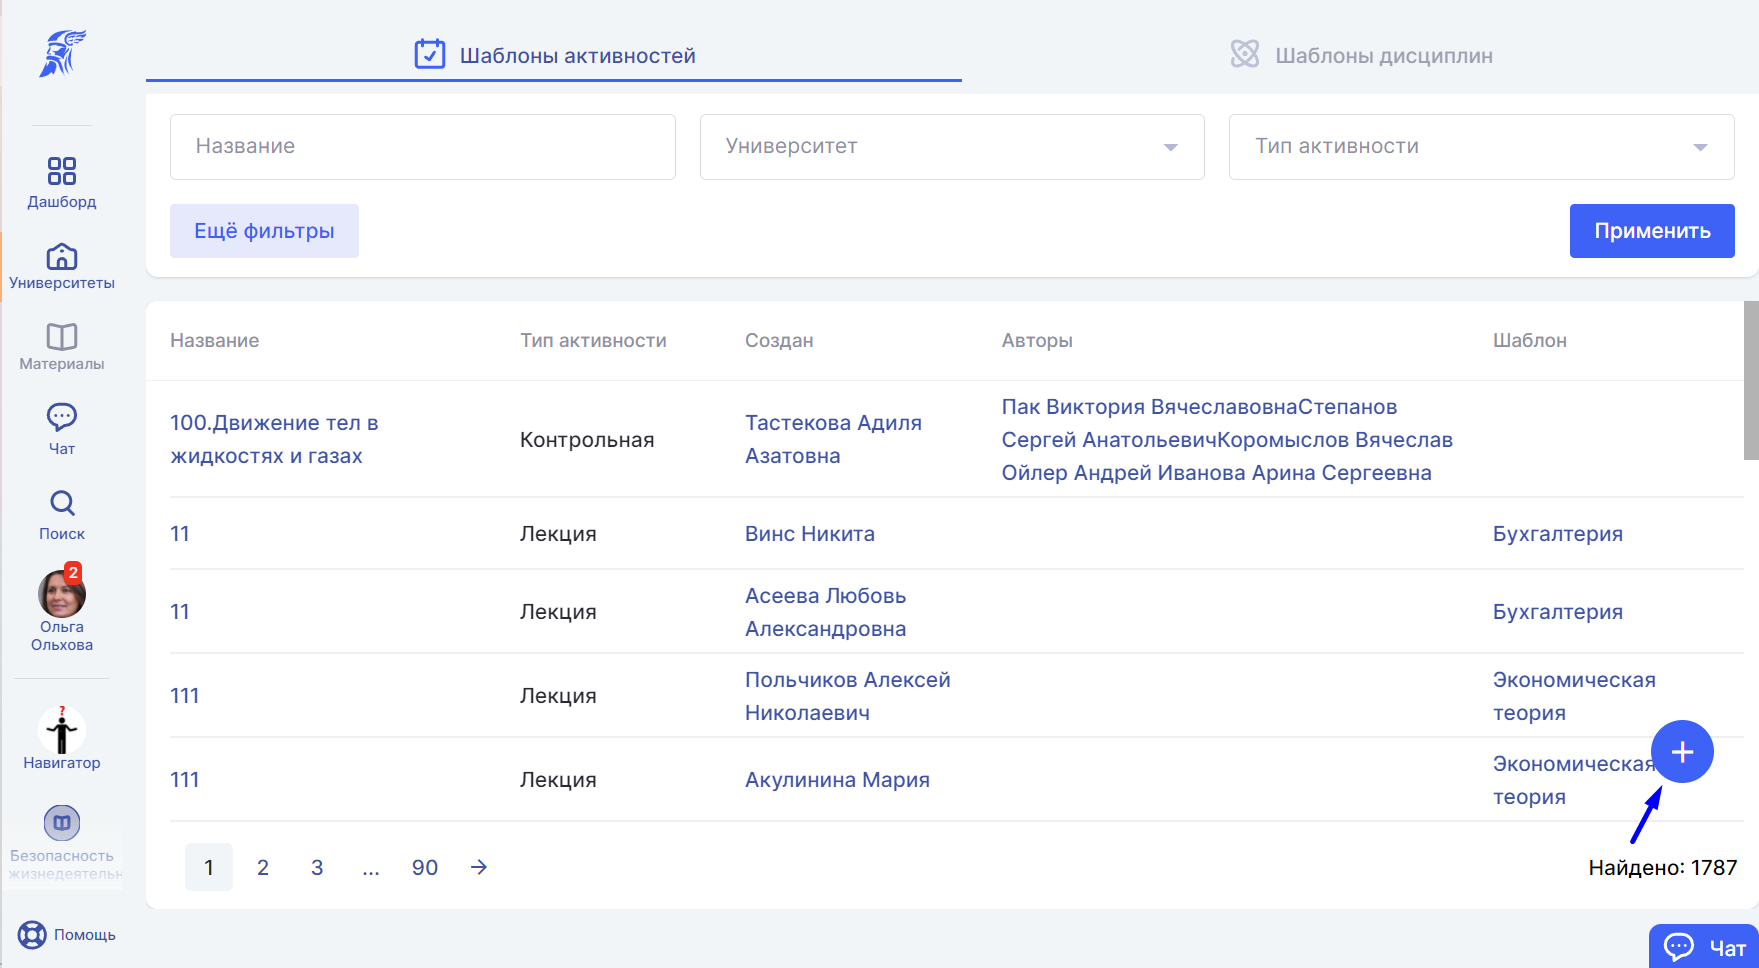 Шаблоны активностей
Шаблоны дисциплин
Название
Университет
Тип активности
Ещё фильтры
Применить
Дашборд
Университеты
Материалы
Чат
Поиск
2
Ольга
Ольхова
?
Навигатор
Безопасность
жизнедеятельн
Помощь
Название
Тип активности
Создан
Авторы
Шаблон
100.Движение тел в
жидкостях и газах
Контрольная
Тастекова Адиля
Азатовна
Пак Виктория ВячеславовнаСтепанов
Сергей АнатольевичКоромыслов Вячеслав
Ойлер Андрей Иванова Арина Сергеевна
11
Лекция
Винс Никита
Бухгалтерия
11
Лекция
Асеева Любовь
Александровна
Бухгалтерия
111
Лекция
Польчиков Алексей
Николаевич
Экономическая
теория
111
Лекция
Акулинина Мария
Экономическая
теория
1 2 3 ... 90 →
Найдено: 1787
Чат